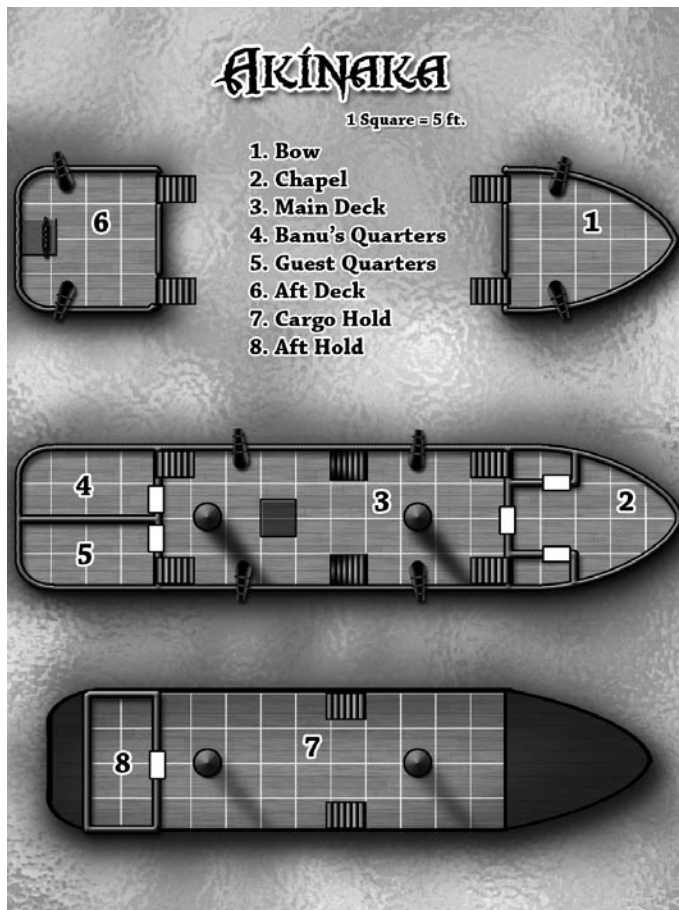 Akínaka
1 Square = 5 ft.
1. Bow
2. Chapel
3. Main Deck
4. Banu's Quarters
5. Guest Quarters
6. Aft Deck
7. Cargo Hold
8. Aft Hold
6
1
4
3
2
5
7
8